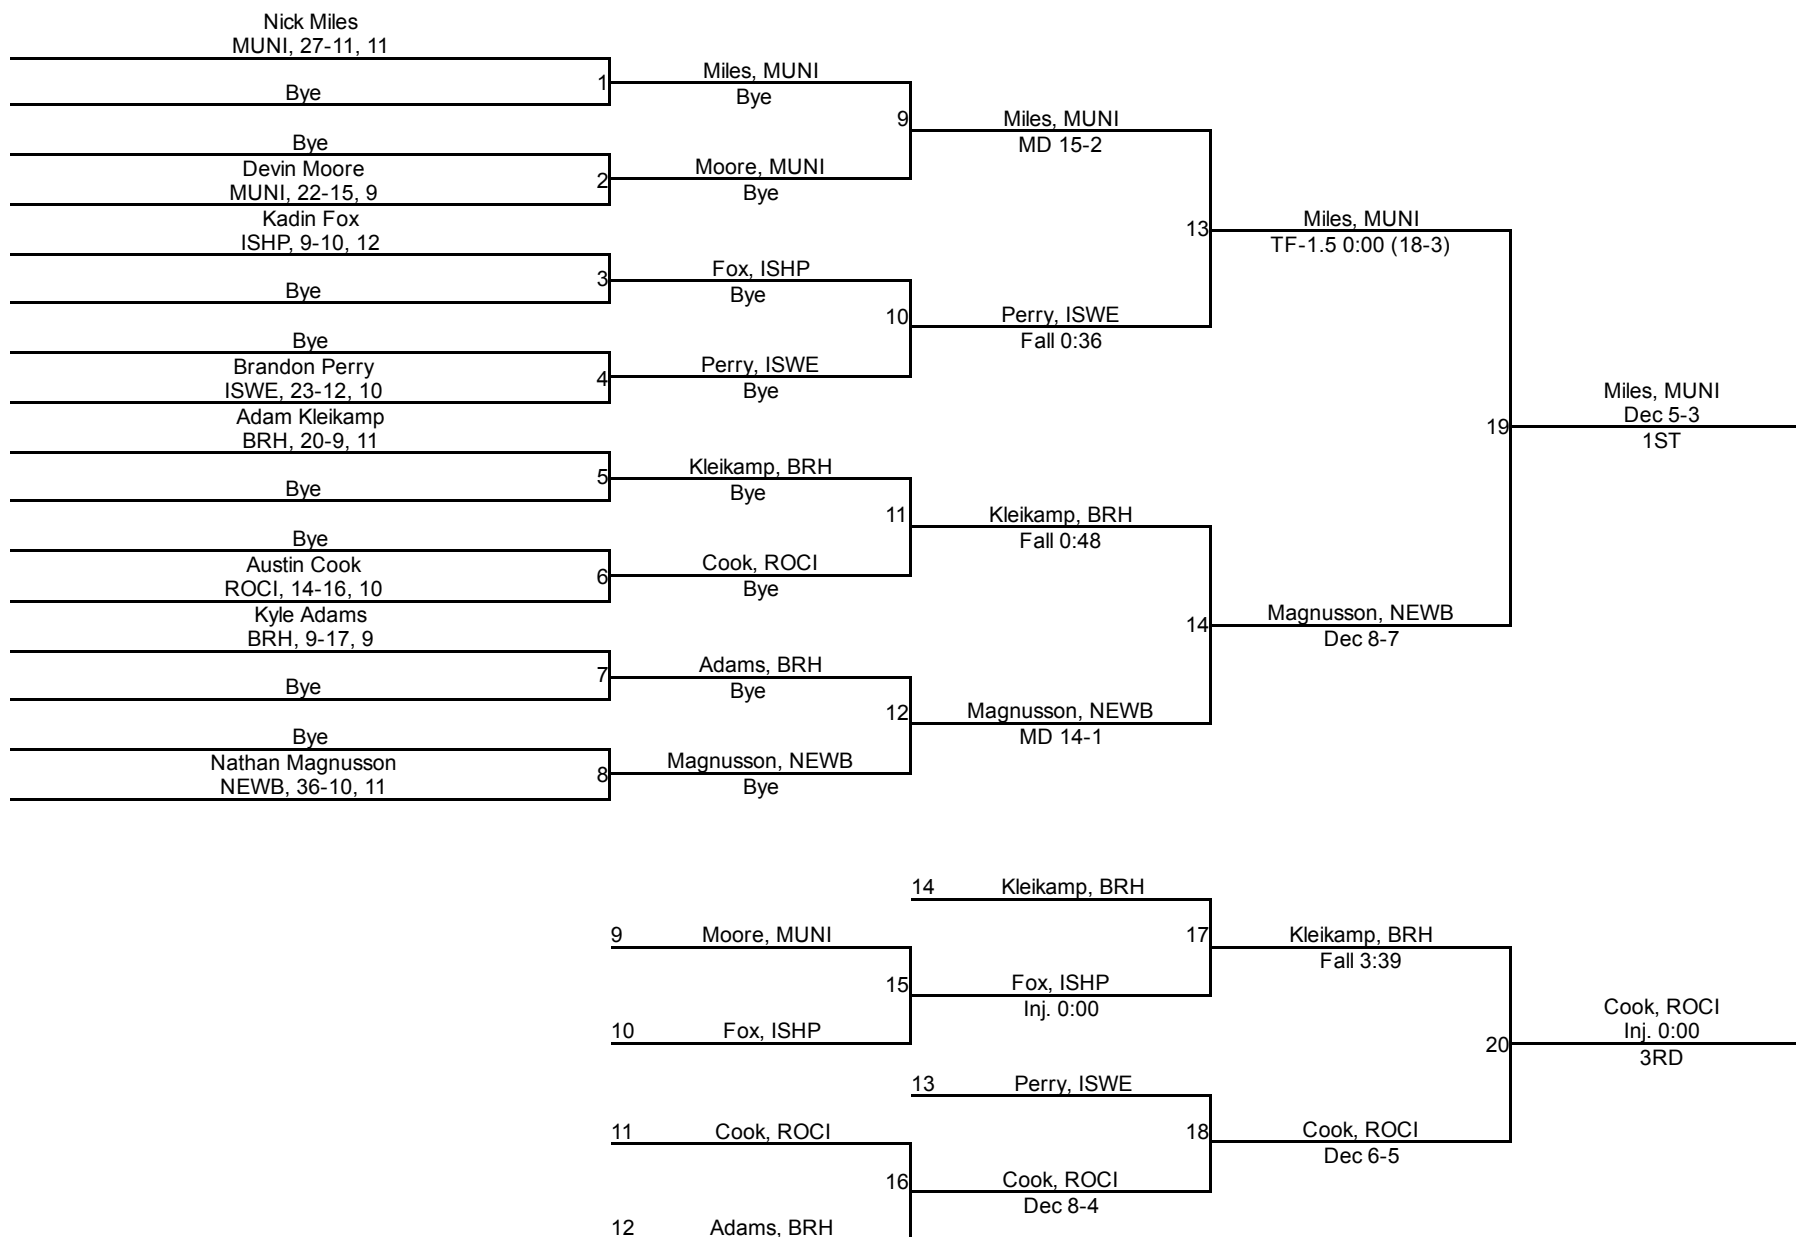 Nick Miles
MUNI, 27-11, 11
1
Bye
Miles, MUNI
Bye
9
Miles, MUNI
MD 15-2
Bye
Devin Moore
MUNI, 22-15, 9
2
Moore, MUNI
Bye
Kadin Fox
ISHP, 9-10, 12
13
Miles, MUNI
TF-1.5 0:00 (18-3)
3
Bye
Fox, ISHP
Bye
10
Perry, ISWE
Fall 0:36
Bye
Brandon Perry
ISWE, 23-12, 10
4
Perry, ISWE
Bye
Adam Kleikamp
BRH, 20-9, 11
19
Miles, MUNI
Dec 5-3
1ST
5
Bye
Kleikamp, BRH
Bye
11
Kleikamp, BRH
Fall 0:48
Bye
Austin Cook
ROCI, 14-16, 10
6
Cook, ROCI
Bye
Kyle Adams
BRH, 9-17, 9
14
Magnusson, NEWB
Dec 8-7
7
Bye
Adams, BRH
Bye
12
Magnusson, NEWB
MD 14-1
Bye
Nathan Magnusson
NEWB, 36-10, 11
8
Magnusson, NEWB
Bye
14 Kleikamp, BRH
9 Moore, MUNI
17
Kleikamp, BRH
Fall 3:39
15
Fox, ISHP
Inj. 0:00
10 Fox, ISHP
20
Cook, ROCI
Inj. 0:00
3RD
13 Perry, ISWE
11 Cook, ROCI
18
Cook, ROCI
Dec 6-5
16
Cook, ROCI
Dec 8-4
12 Adams, BRH